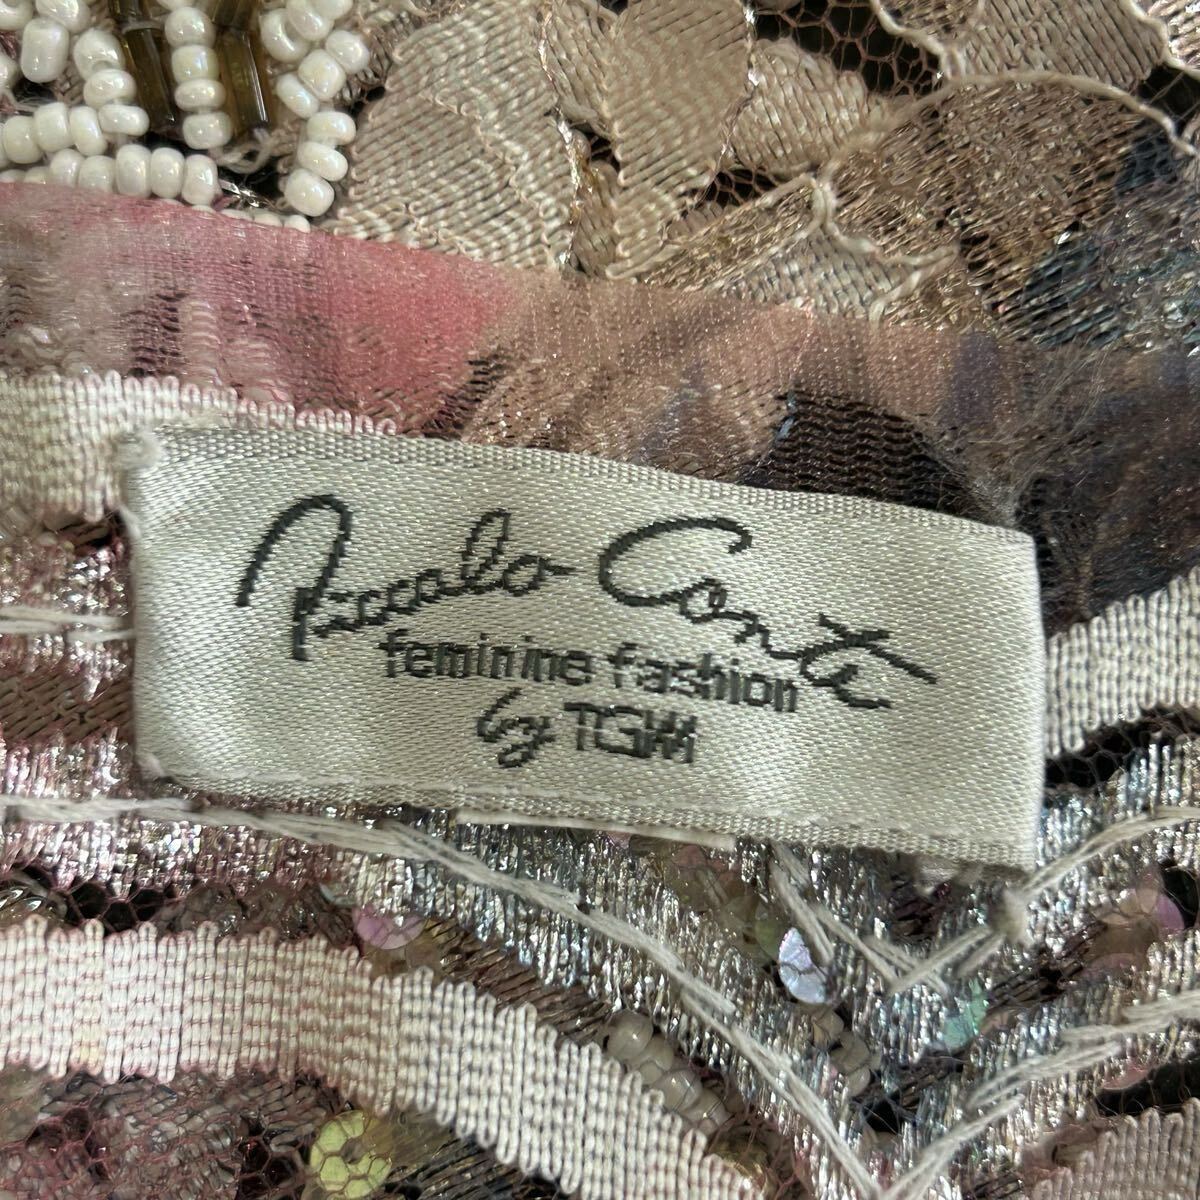 Piccolo Conte
feminine fashion
by TGM